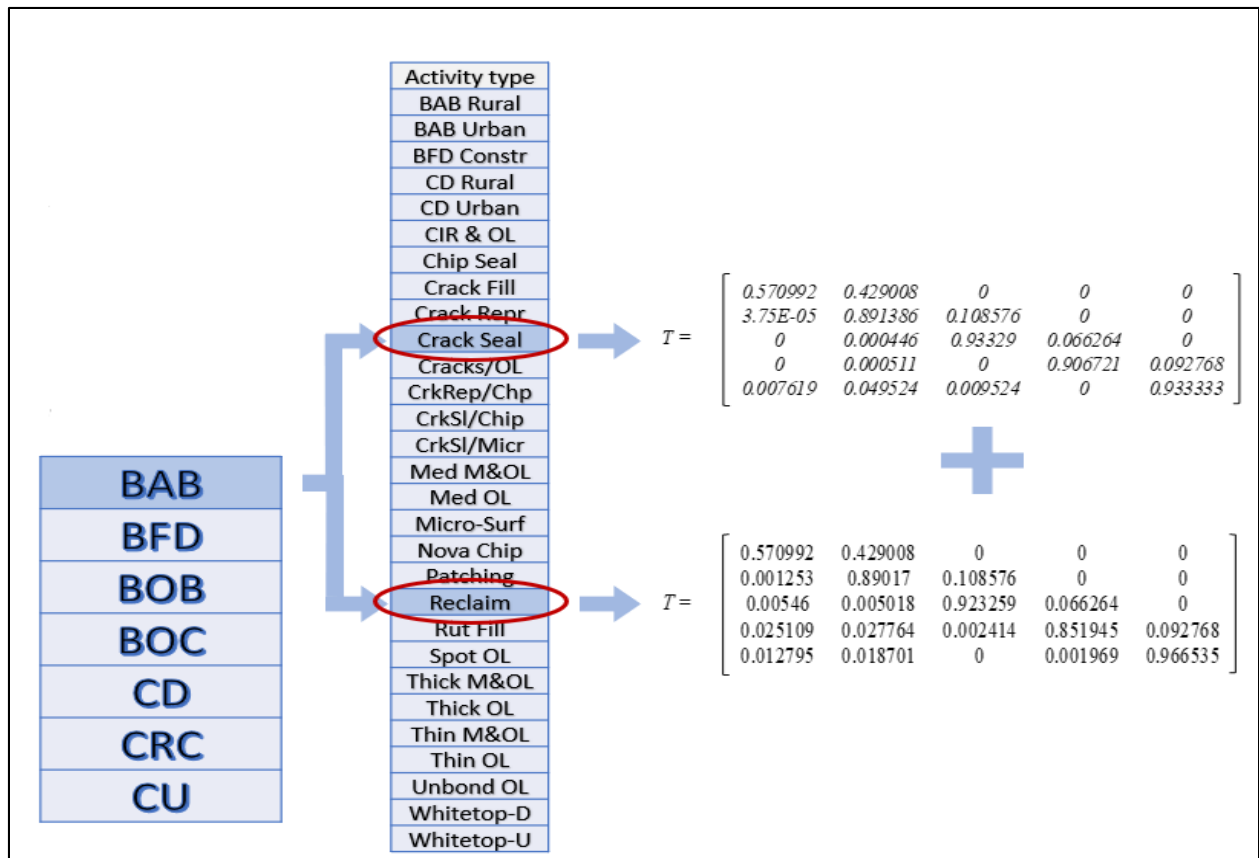 Activity type
BAB Rural
BAB Urban
BFD Constr
CD Rural
CD Urban
CIR & OL
Chip Seal
Crack Fill
Crack Repr
Crack Seal
Cracks/OL
CrkRep/Chp
CrkSl/Chip
CrkSl/Micr
Med M&OL
Med OL
Micro-Surf
Nova Chip
Patching
Reclaim
Rut Fill
Spot OL
Thick M&OL
Thick OL
Thin M&OL
Thin OL
Unbond OL
Whitetop-D
Whitetop-U
BAB
BFD
BOB
BOC
CD
CRC
CU
T =
0.570992 0.429008 0 0 0
3.75E-05 0.891386 0.108576 0 0
0 0.000446 0.93329 0.066264 0
0 0.000511 0 0.906721 0.092768
0.007619 0.049524 0.009524 0 0.933333
+
T =
0.570992 0.429008 0 0 0
0.001253 0.89017 0.108576 0 0
0.00546 0.005018 0.923259 0.066264 0
0.025109 0.027764 0.002414 0.851945 0.092768
0.012795 0.018701 0 0.001969 0.966535